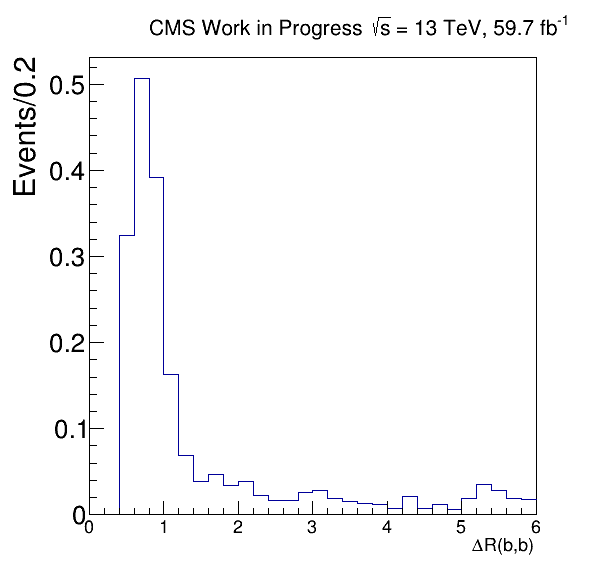 CMS Work in Progress √s = 13 TeV, 59.7 fb⁻¹
Events/0.2
0.5
0.4
0.3
0.2
0.1
0
0 1 2 3 4 5 6
ΔR(b,b)